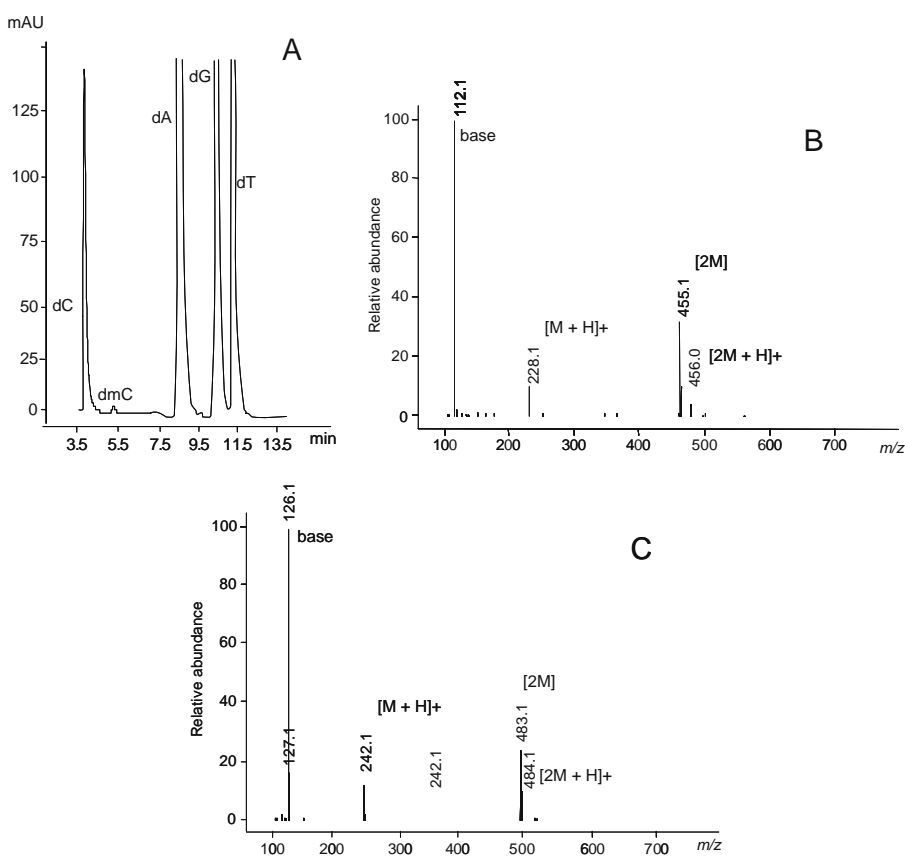 mAU
A
dG
125
dA
100
dT
75
50
dC
25
dmC
0
3.5 5.5 7.5 9.5 11.5 13.5 min
112.1
B
100
base
80
Relative abundance
60
[2M]
455.1
40
[M + H]+
[2M + H]+
20
228.1
456.0
0
100 200 300 400 500 600 700 m/z
126.1
C
100
base
80
Relative abundance
60
[2M]
[M + H]+
40
483.1
127.1
242.1
242.1
484.1
[2M + H]+
20
0
100 200 300 400 500 600 700 m/z